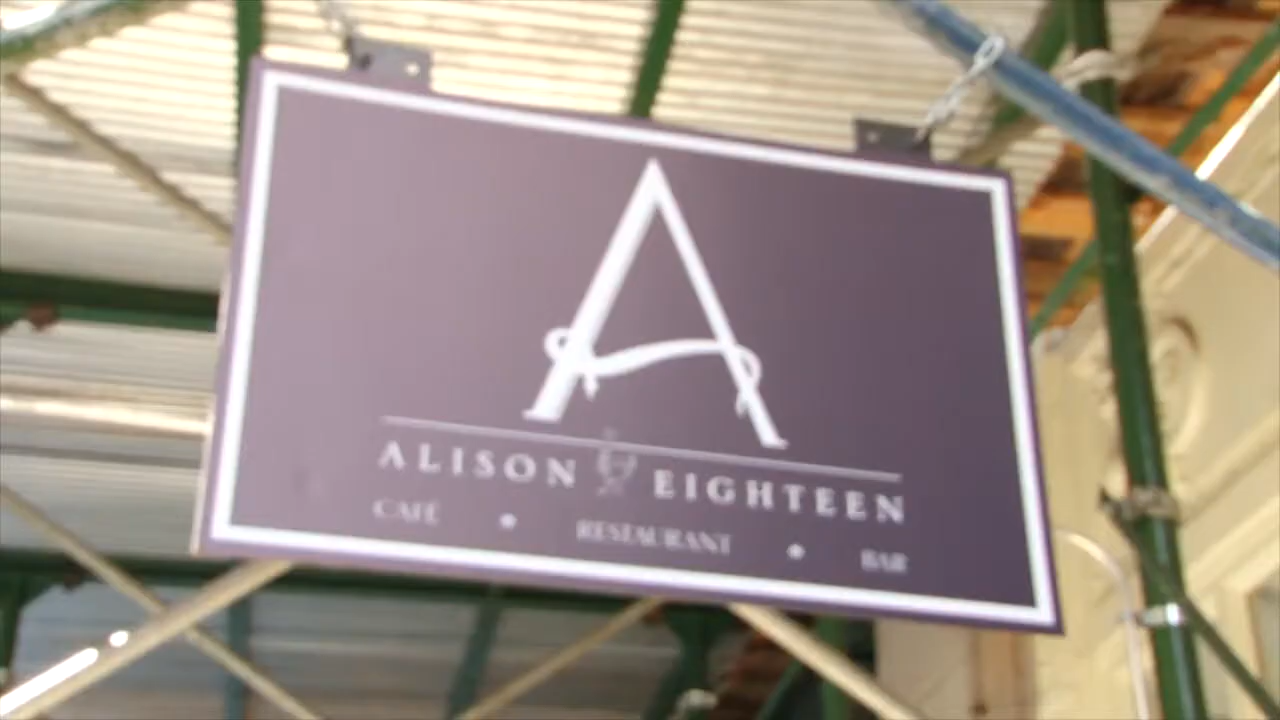 A
ALISON EIGHTEEN
CAFÉ • RESTAURANT • BAR